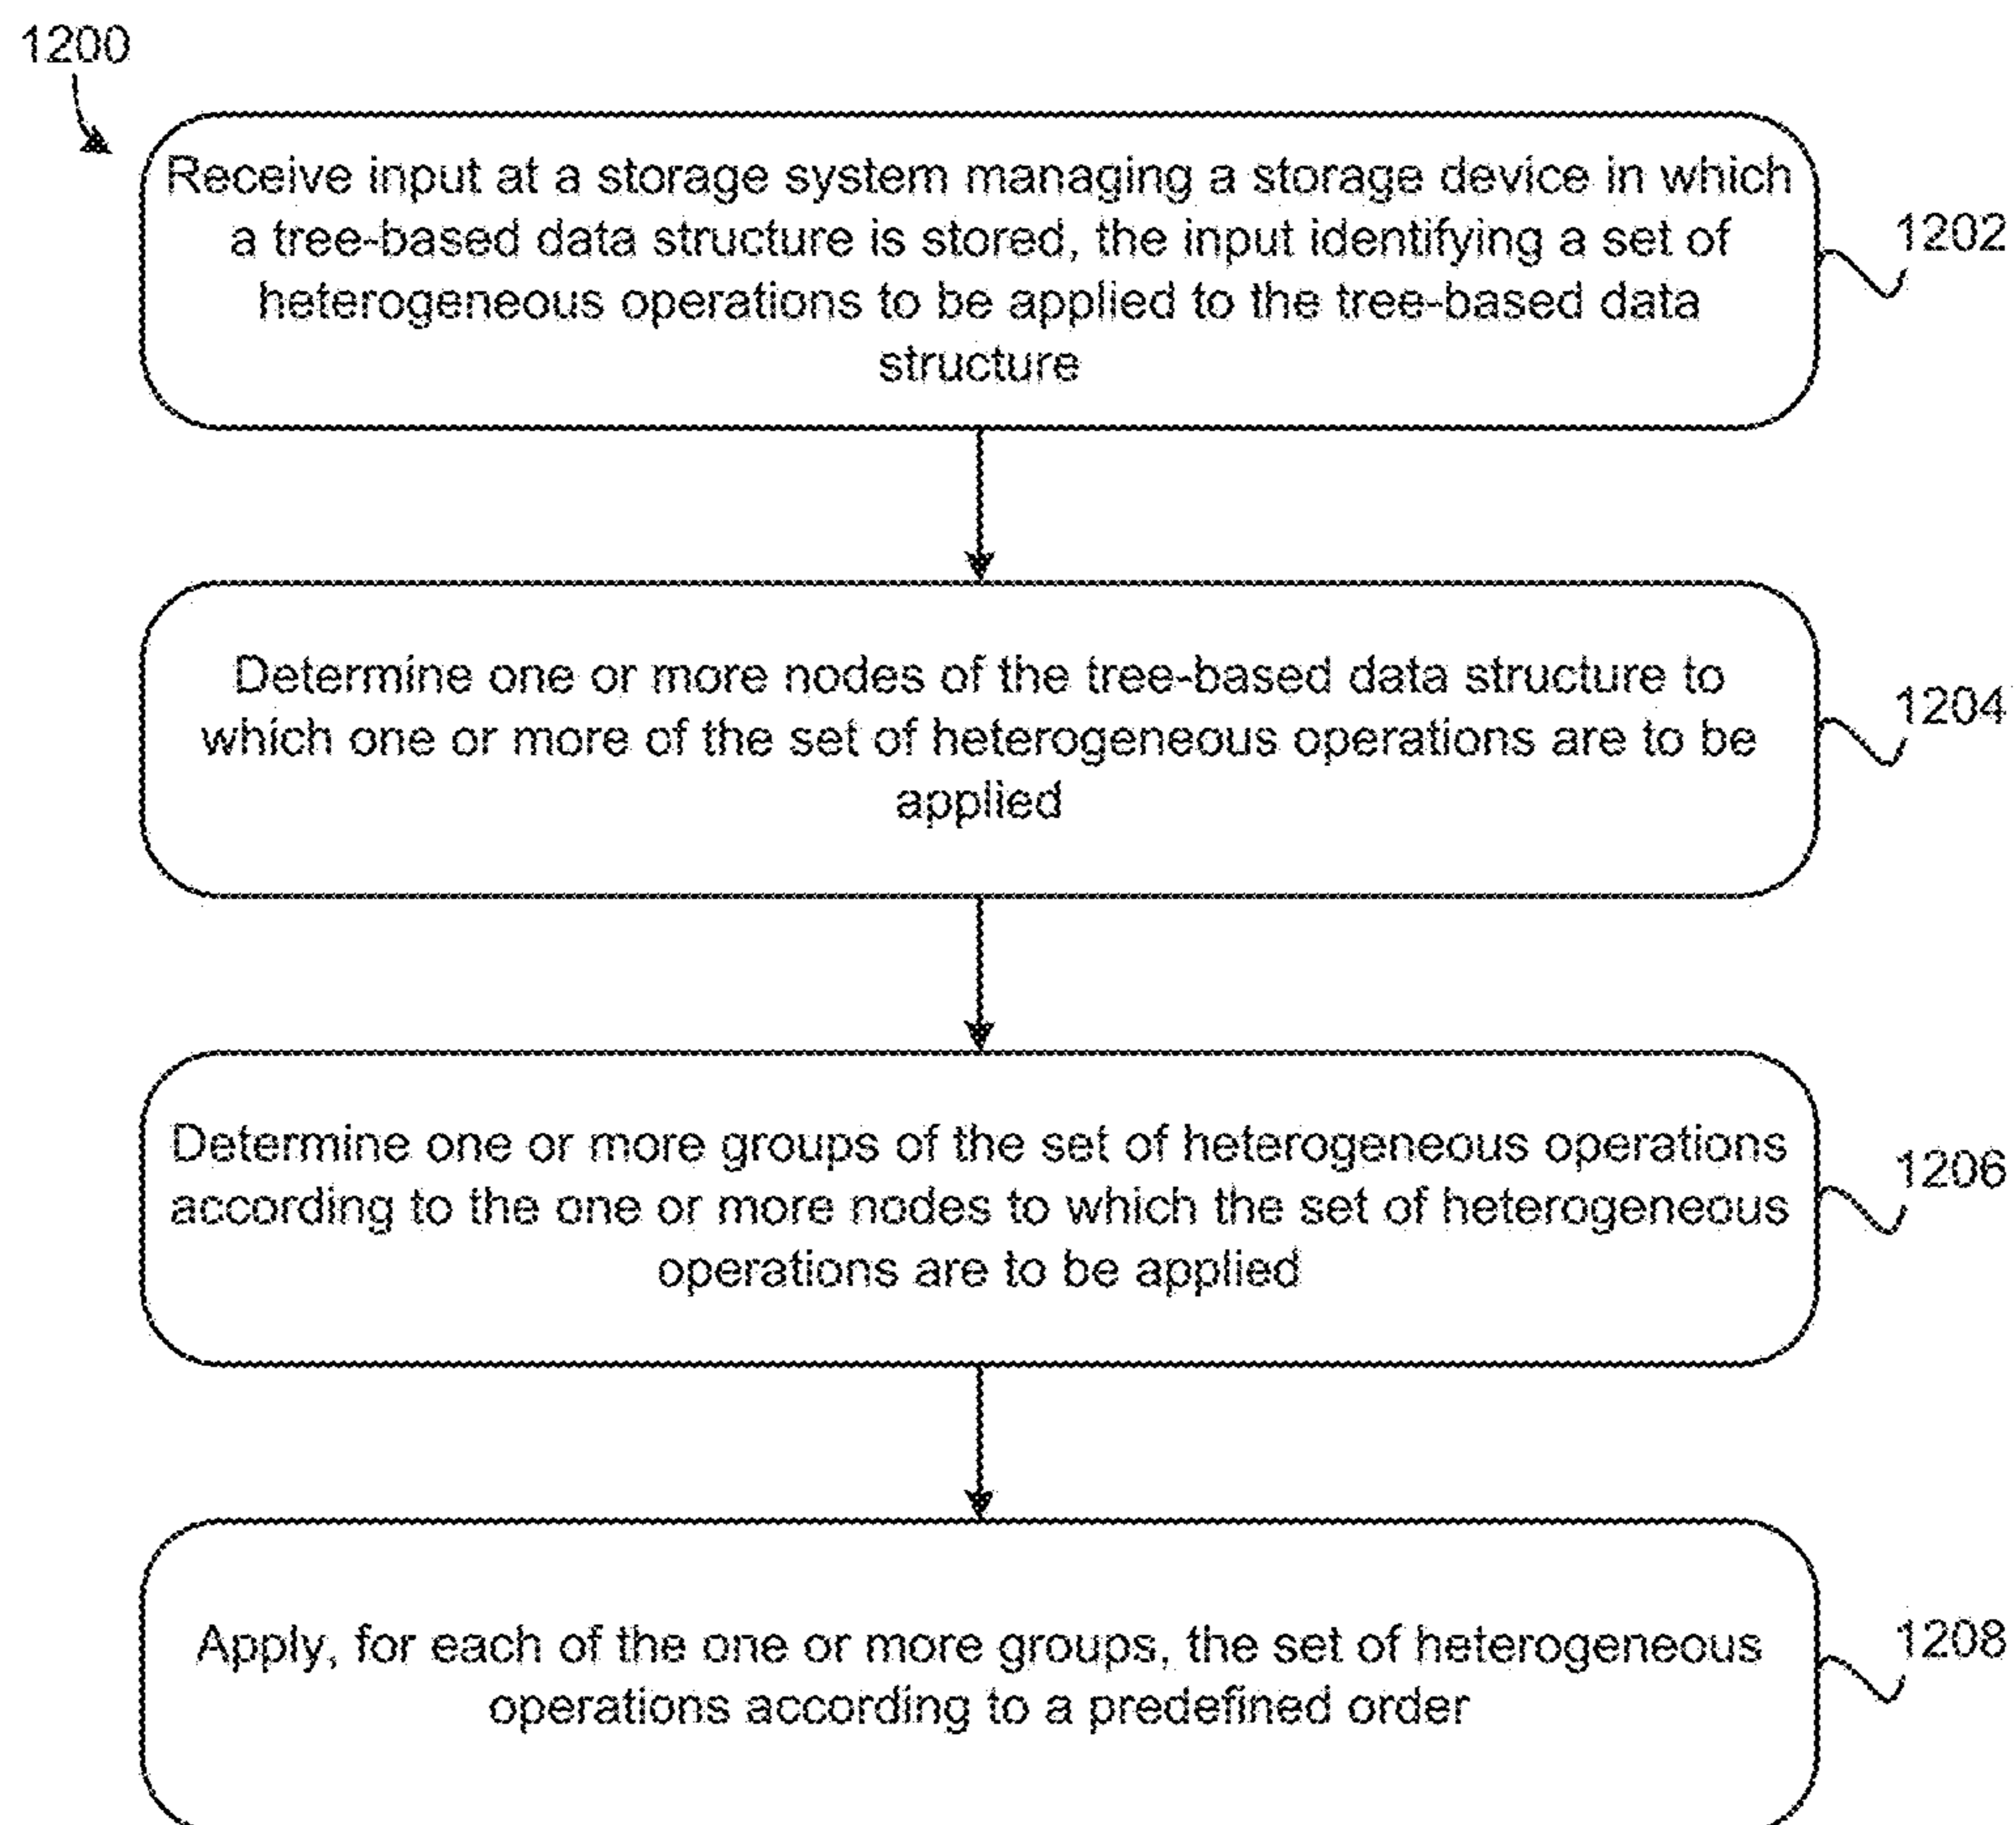 1200
Receive input at a storage system managing a storage device in which
a tree-based data structure is stored, the input identifying a set of
heterogeneous operations to be applied to the tree-based data
structure
1202
Determine one or more nodes of the tree-based data structure to
which one or more of the set of heterogeneous operations are to be
applied
1204
Determine one or more groups of the set of heterogeneous operations
according to the one or more nodes to which the set of heterogeneous
operations are to be applied
1206
Apply, for each of the one or more groups, the set of heterogeneous
operations according to a predefined order
1208